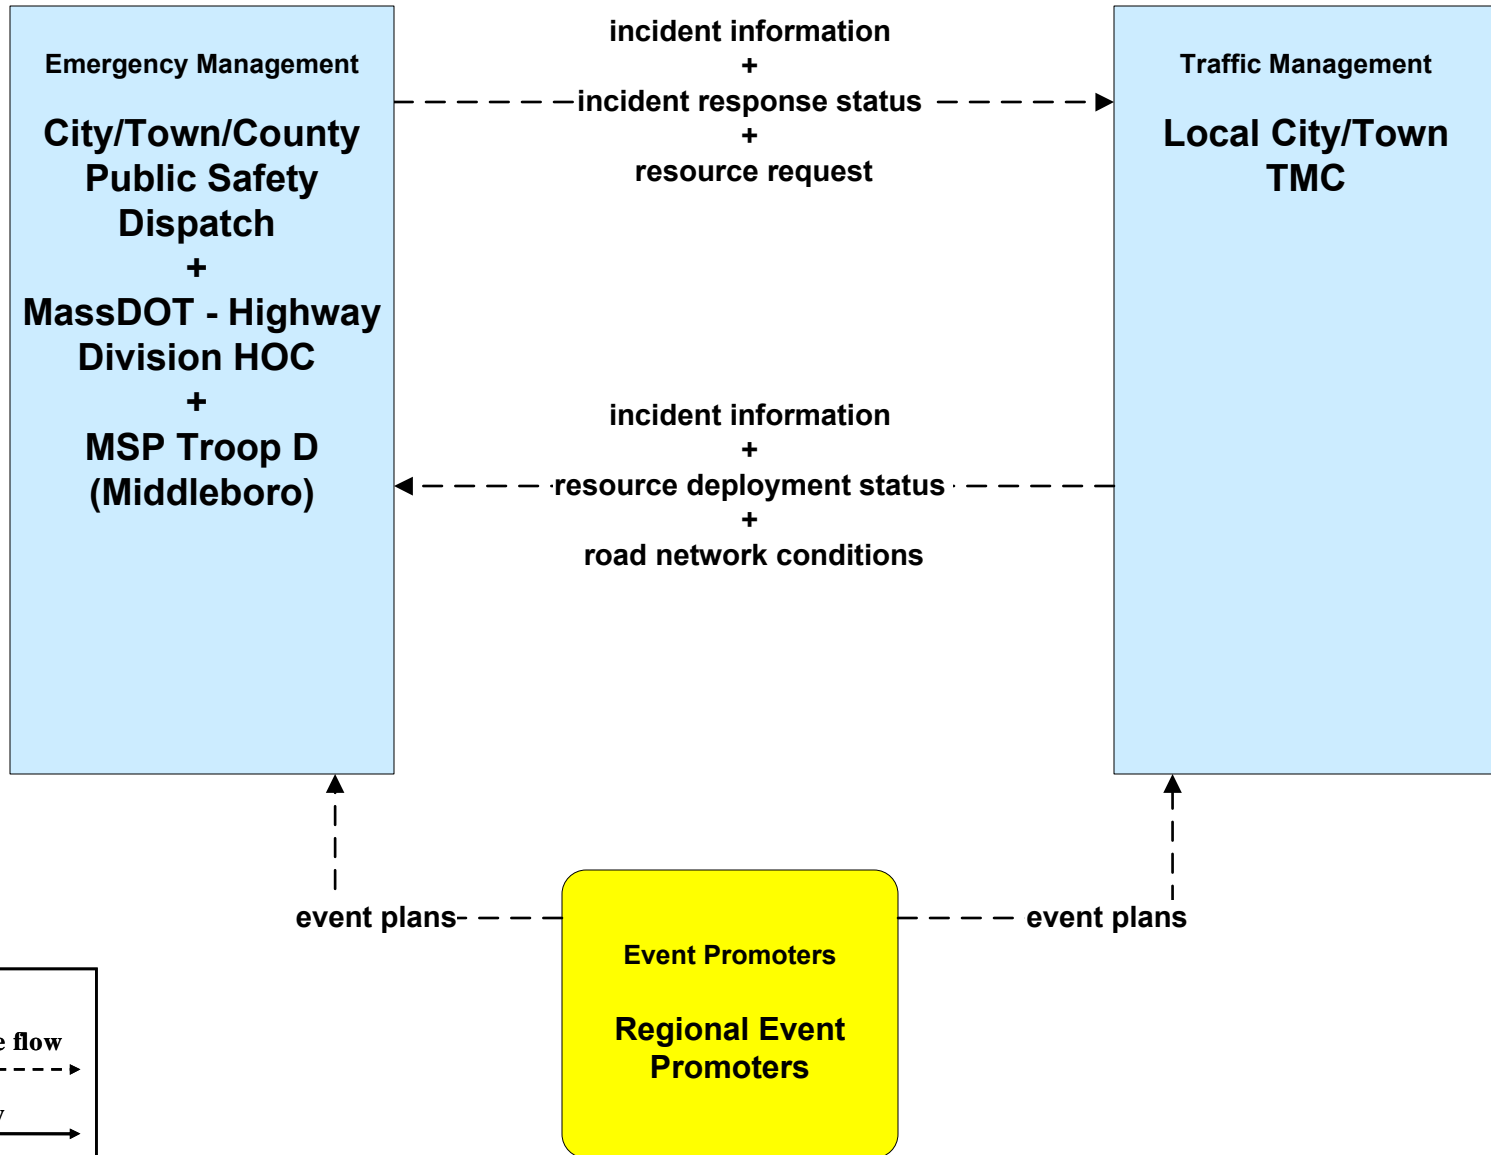 Emergency Management
City/Town/County
Public Safety
Dispatch
+
MassDOT - Highway
Division HOC
+
MSP Troop D
(Middleboro)
incident information
+
incident response status
+
resource request
Traffic Management
Local City/Town
TMC
incident information
+
resource deployment status
+
road network conditions
event plans
event plans
Event Promoters
Regional Event
Promoters
flow